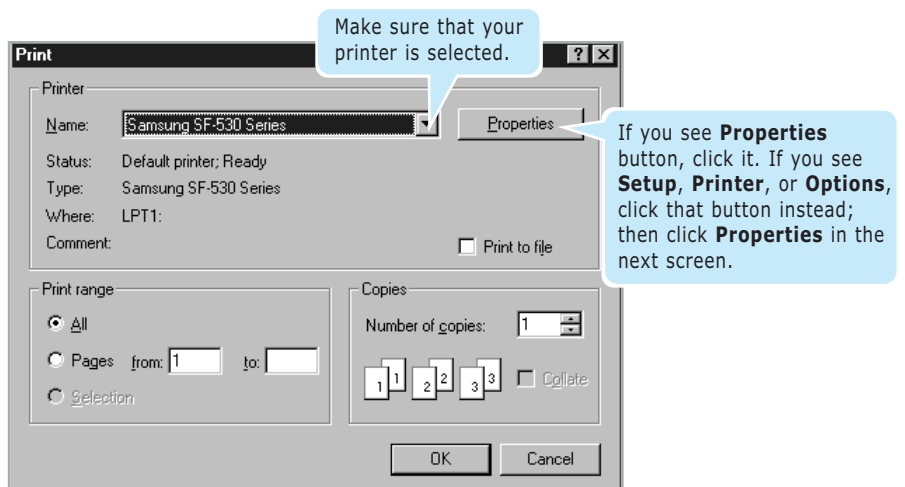 Make sure that your
printer is selected.
Print
Printer
Name: Samsung SF-530 Series Properties
Status: Default printer; Ready
Type: Samsung SF-530 Series
Where: LPT1:
Comment: Print to file
If you see Properties
button, click it. If you see
Setup, Printer, or Options,
click that button instead;
then click Properties in the
next screen.
Print range
All
Pages from: 1 to:
Selection
Copies
Number of copies: 1
1 1 2 2 3 3 Collate
OK Cancel